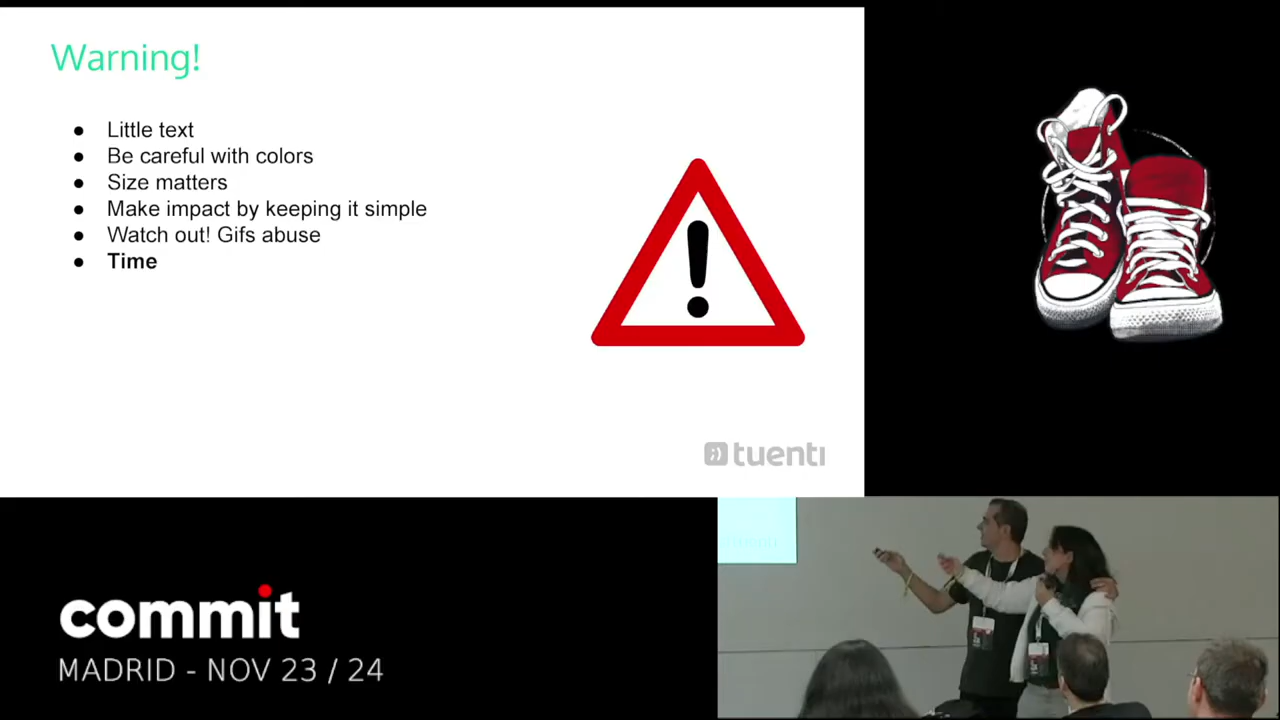 Warning!
● Little text
● Be careful with colors
● Size matters
● Make impact by keeping it simple
● Watch out! Gifs abuse
● Time
tuenti
commit
MADRID - NOV 23 / 24